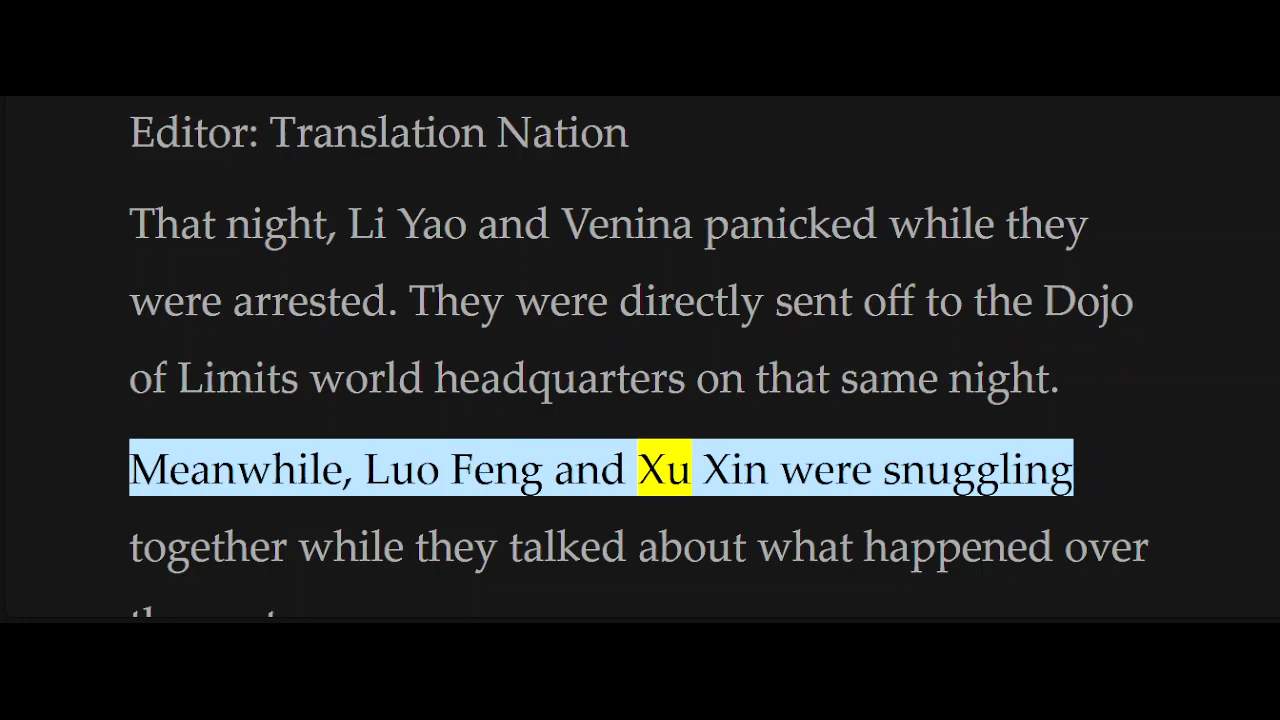 Editor: Translation Nation
That night, Li Yao and Venina panicked while they
were arrested. They were directly sent off to the Dojo
of Limits world headquarters on that same night.
Meanwhile, Luo Feng and Xu Xin were snuggling
together while they talked about what happened over